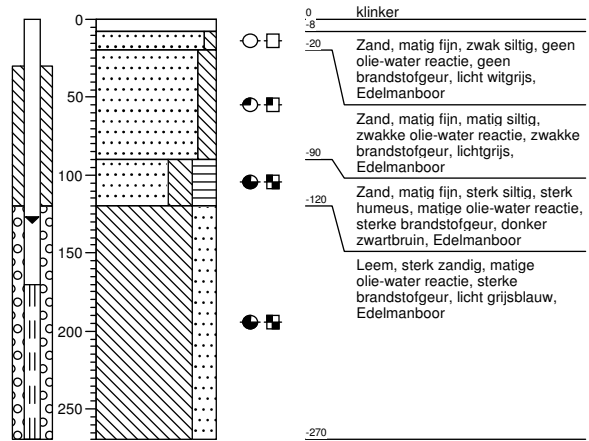 0
50
100
150
200
250
0 klinker
-8
-20
Zand, matig fijn, zwak siltig, geen
olie-water reactie, geen
brandstofgeur, licht witgrijs,
Edelmanboor
Zand, matig fijn, matig siltig,
zwakke olie-water reactie, zwakke
brandstofgeur, lichtgrijs,
Edelmanboor
-90
Zand, matig fijn, sterk siltig, sterk
humeus, matige olie-water reactie,
sterke brandstofgeur, donker
zwartbruin, Edelmanboor
-120
Leem, sterk zandig, matige
olie-water reactie, sterke
brandstofgeur, licht grijsblauw,
Edelmanboor
-270